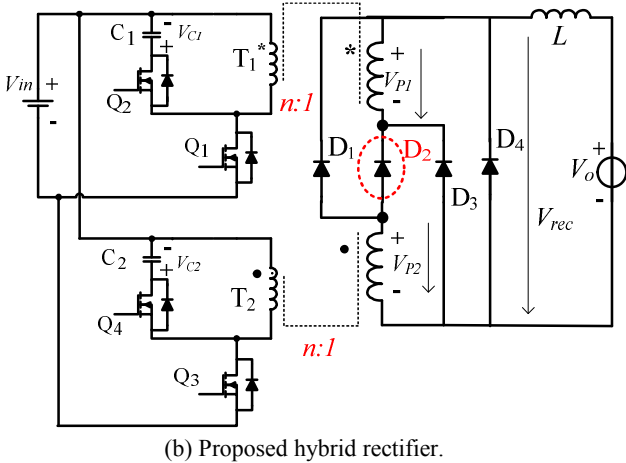 C1 - VC1
+
T1*
Vin +
-
Q2
n:1
Q1
* + VP1 -
L
D1 D2 D3 D4
Vo + -
Vrec
C2 - VC2
+
T2
Q4
n:1
Q3
+ VP2 -
(b) Proposed hybrid rectifier.